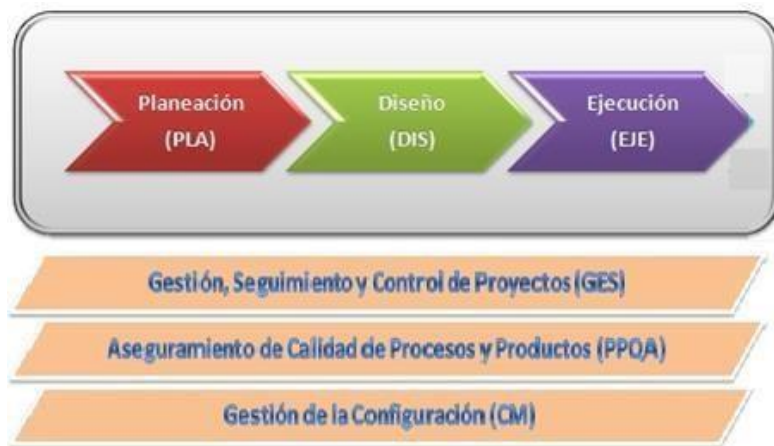 Planeación
(PLA)
Diseño
(DIS)
Ejecución
(EJE)
Gestión, Seguimiento y Control de Proyectos (GES)
Aseguramiento de Calidad de Procesos y Productos (PPQA)
Gestión de la Configuración (CM)